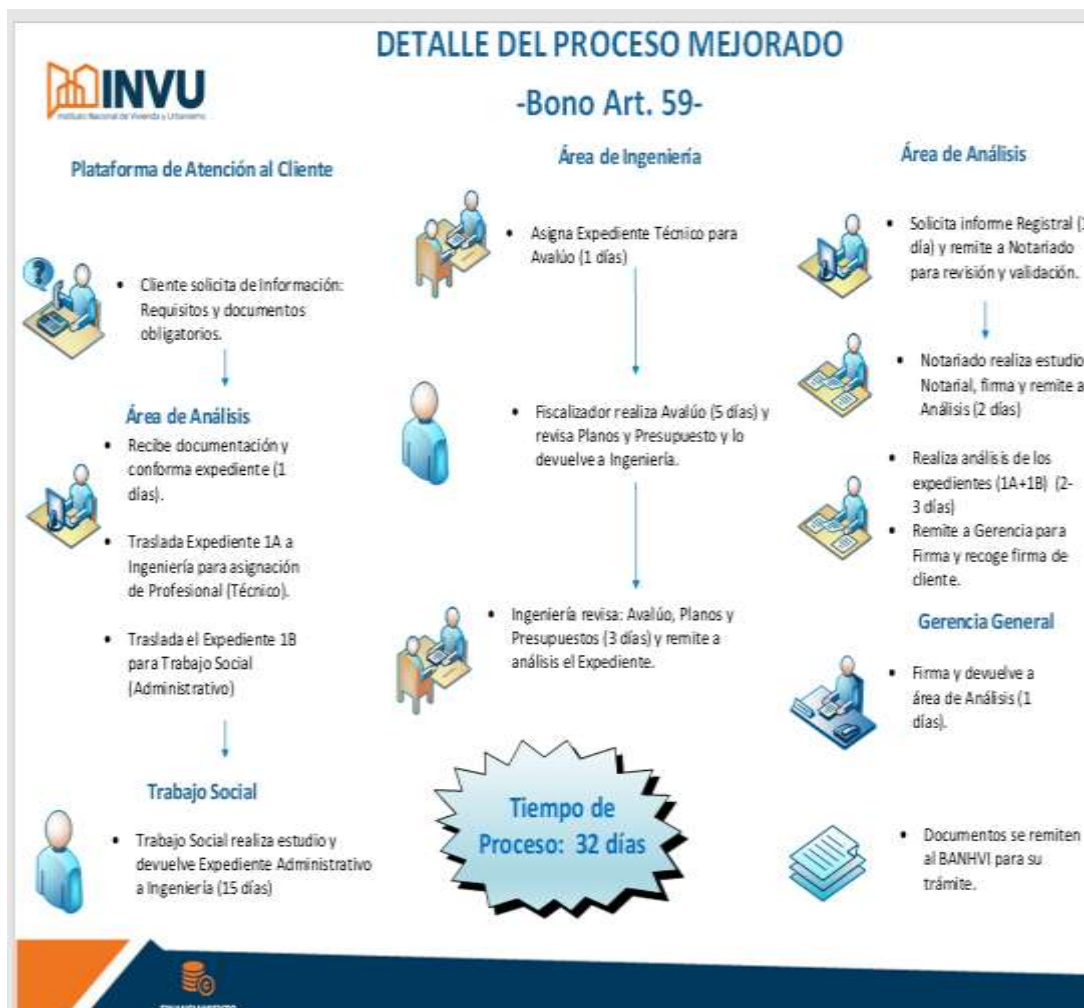 DETALLE DEL PROCESO MEJORADO
-Bono Art. 59-
INVU
Instituto Nacional de Vivienda y Urbanismo
Plataforma de Atención al Cliente
• Cliente solicita de Información:
Requisitos y documentos
obligatorios.
Área de Análisis
• Recibe documentación y
conforma expediente (1
días).
• Traslada Expediente 1A a
Ingeniería para asignación
de Profesional (Técnico).
• Traslada el Expediente 1B
para Trabajo Social
(Administrativo)
Trabajo Social
• Trabajo Social realiza estudio y
devuelve Expediente Administrativo
a Ingeniería (15 días)
Área de Ingeniería
• Asigna Expediente Técnico para
Avalúo (1 días)
• Fiscalizador realiza Avalúo (5 días) y
revisa Planos y Presupuesto y lo
devuelve a Ingeniería.
• Ingeniería revisa: Avalúo, Planos y
Presupuestos (3 días) y remite a
análisis el Expediente.
Tiempo de
Proceso: 32 días
Área de Análisis
• Solicita informe Registral (1
día) y remite a Notariado
para revisión y validación.
• Notariado realiza estudio
Notarial, firma y remite a
Análisis (2 días)
• Realiza análisis de los
expedientes (1A+1B) (2-
3 días)
• Remite a Gerencia para
Firma y recoge firma de
cliente.
Gerencia General
• Firma y devuelve a
área de Análisis (1
días).
• Documentos se remiten
al BANHVI para su
trámite.